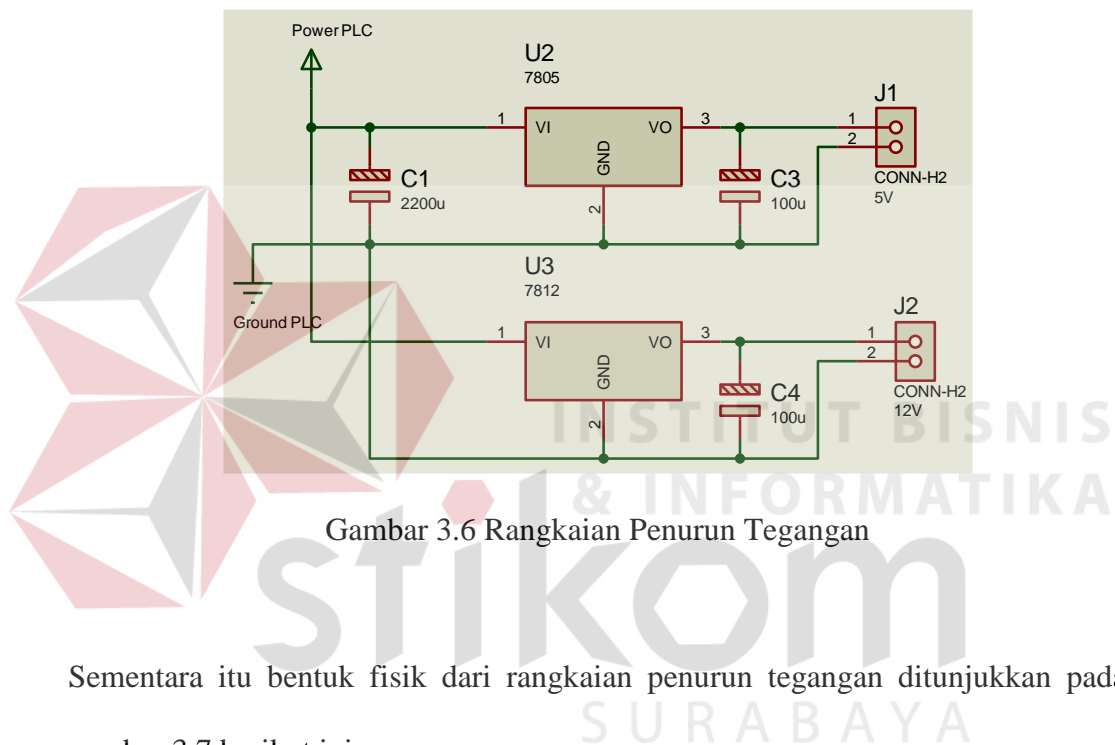 Power PLC
U2
7805
1
VI
VO
3
GND
2
C1
2200u
C3
100u
J1
1
2
CONN-H2
5V
Ground PLC
U3
7812
1
VI
VO
3
GND
2
C4
100u
J2
1
2
CONN-H2
12V
INSTITUT BISNIS
& INFORMATIKA
Gambar 3.6 Rangkaian Penurun Tegangan
stikom
Sementara itu bentuk fisik dari rangkaian penurun tegangan ditunjukkan pada
SURABAYA
3.7